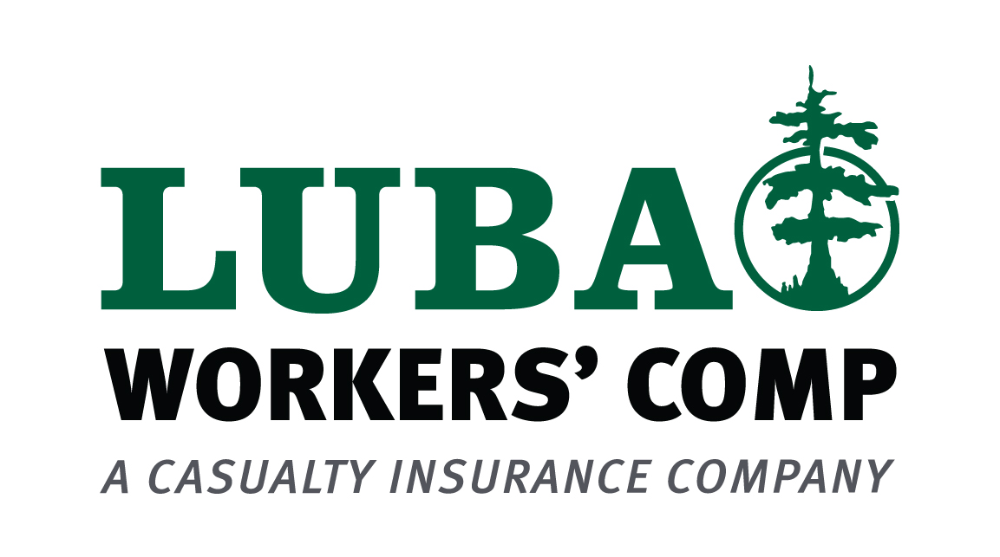 LUBA
WORKERS’ COMP
A CASUALTY INSURANCE COMPANY